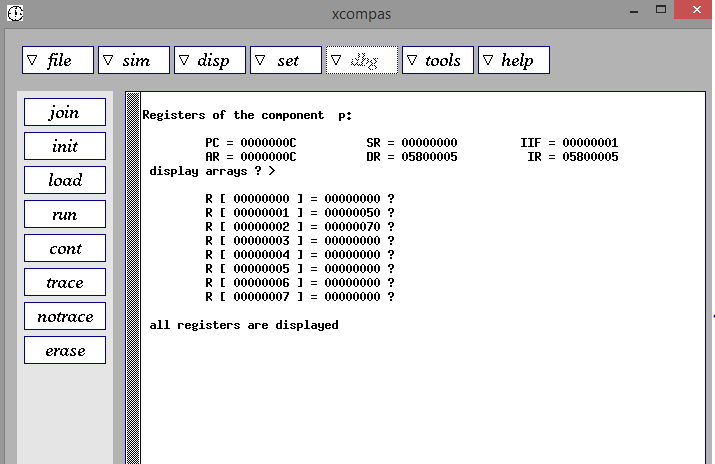 xcompas
file sim disp set dbg tools help
join
init
load
run
cont
trace
notrace
erase
Registers of the component p:
PC = 0000000C SR = 00000000 IIF = 00000001
AR = 0000000C DR = 05800005 IR = 05800005
display arrays ? >
R [ 00000000 ] = 00000000 ?
R [ 00000001 ] = 00000050 ?
R [ 00000002 ] = 00000070 ?
R [ 00000003 ] = 00000000 ?
R [ 00000004 ] = 00000000 ?
R [ 00000005 ] = 00000000 ?
R [ 00000006 ] = 00000000 ?
R [ 00000007 ] = 00000000 ?
all registers are displayed